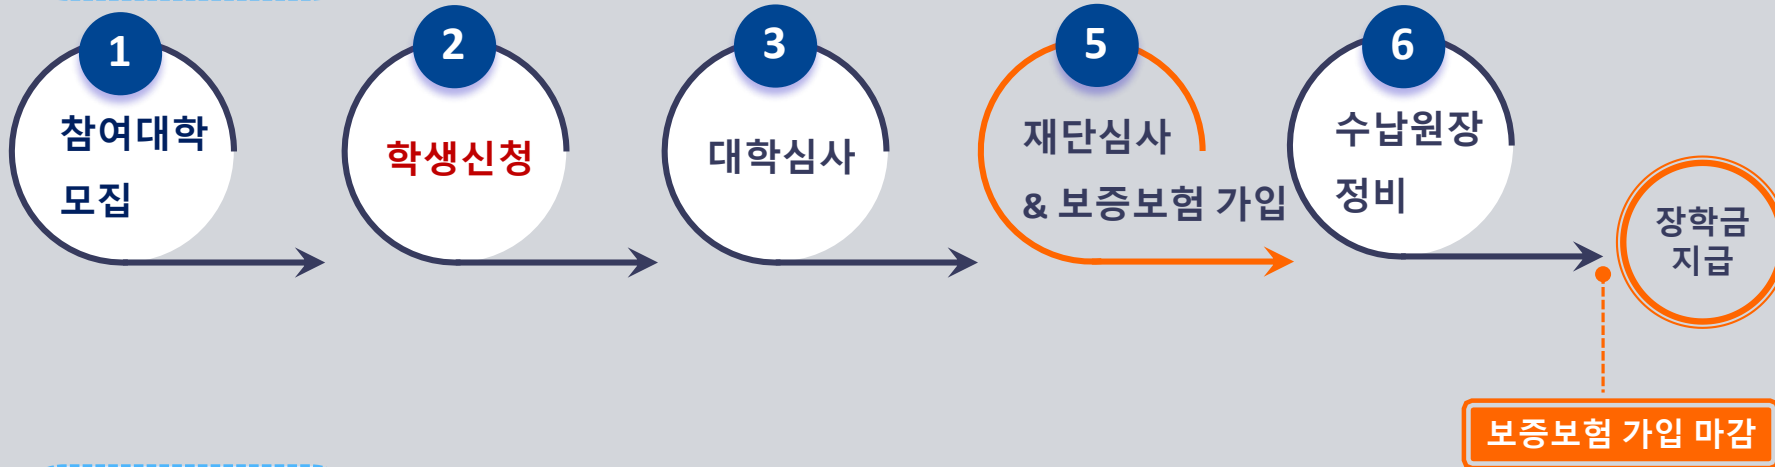 1
참여대학
모집
2
학생신청
3
대학심사
5
재단심사
& 보증보험 가입
6
수납원장
정비
장학금
지급
보증보험 가입 마감